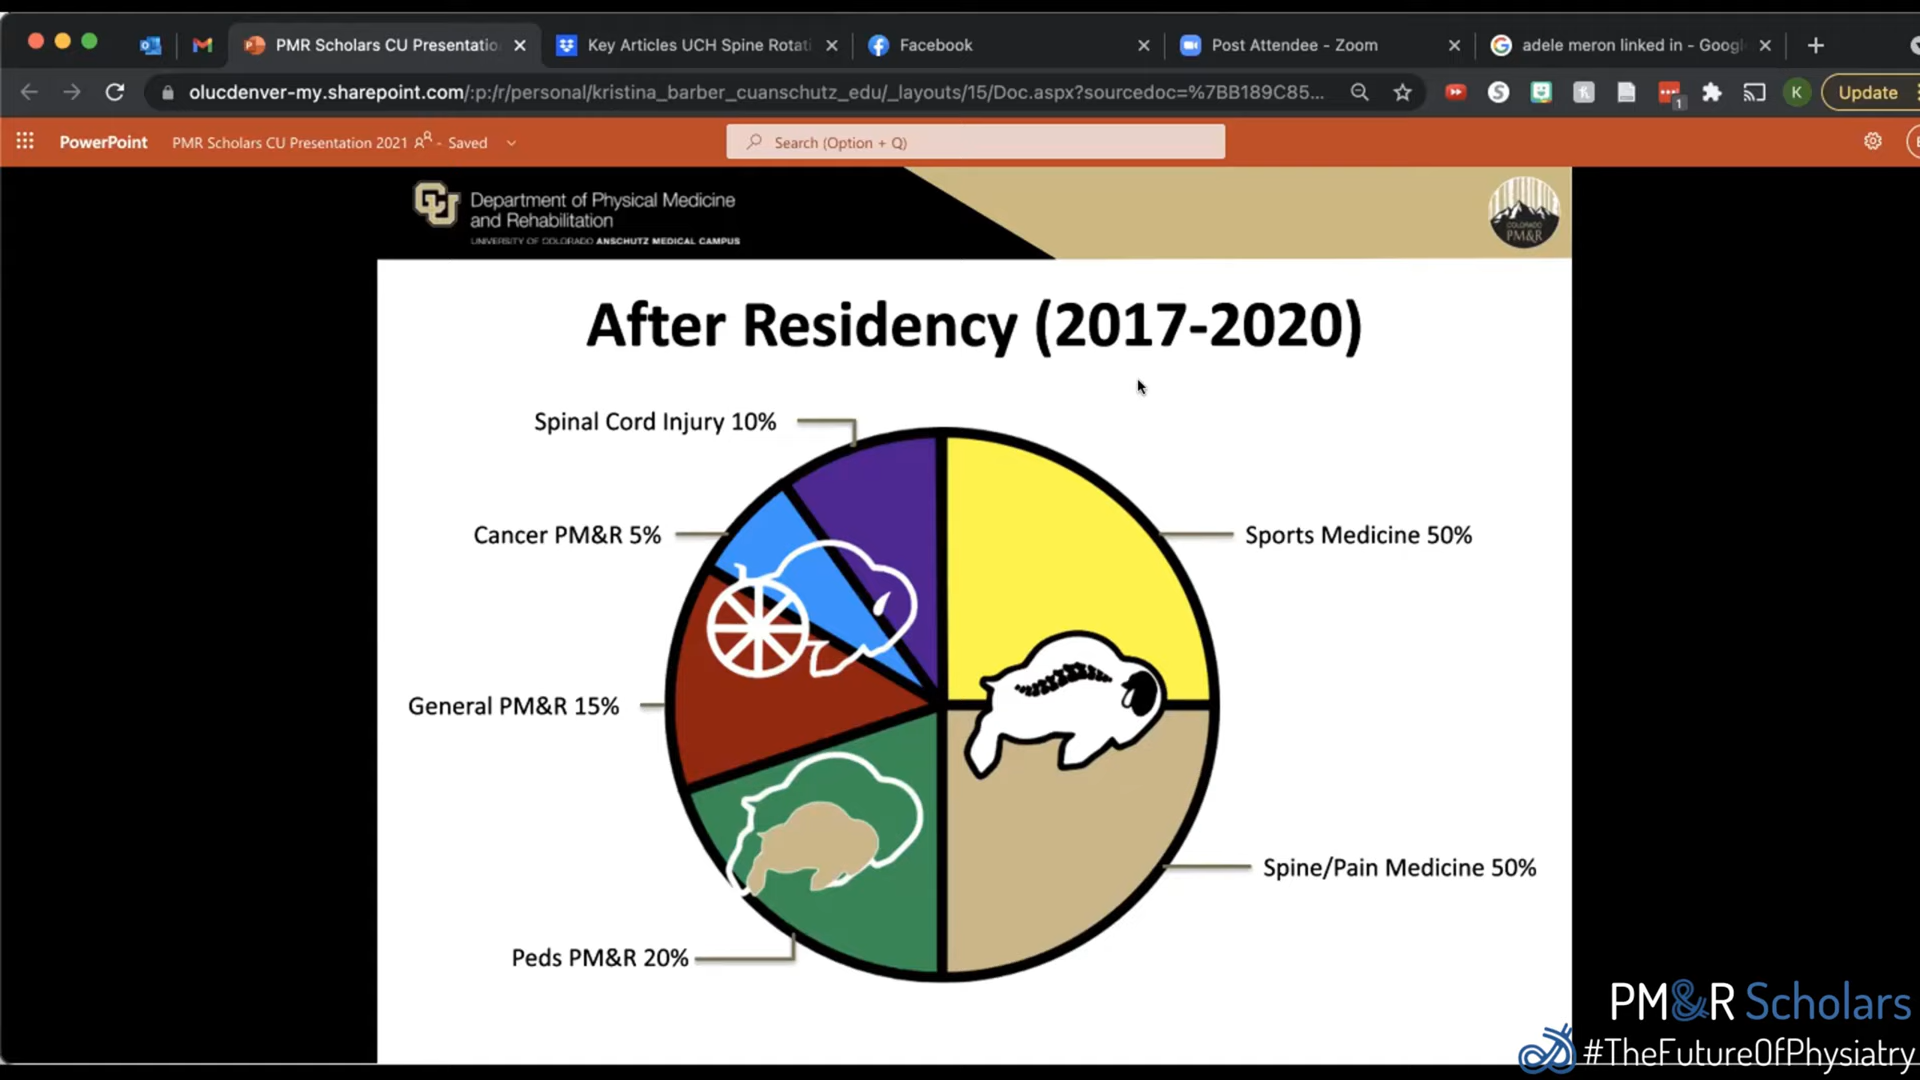 PMR Scholars CU Presentatio
Key Articles UCH Spine Rotati
Facebook
Post Attendee - Zoom
adele meron linked in - Googl
olucdenver-my.sharepoint.com/:p:/r/personal/kristina_barber_cuanschutz_edu/_layouts/15/Doc.aspx?sourcedoc=%7BB189C85...
1
K
Update
PowerPoint
PMR Scholars CU Presentation 2021 - Saved
Search (Option + Q)
CU
Department of Physical Medicine
and Rehabilitation
UNIVERSITY OF COLORADO ANSCHUTZ MEDICAL CAMPUS
COLORADO
PM&R
After Residency (2017-2020)
Spinal Cord Injury 10%
Cancer PM&R 5%
Sports Medicine 50%
General PM&R 15%
Spine/Pain Medicine 50%
Peds PM&R 20%
PM&R Scholars
#TheFutureOfPhysiatry